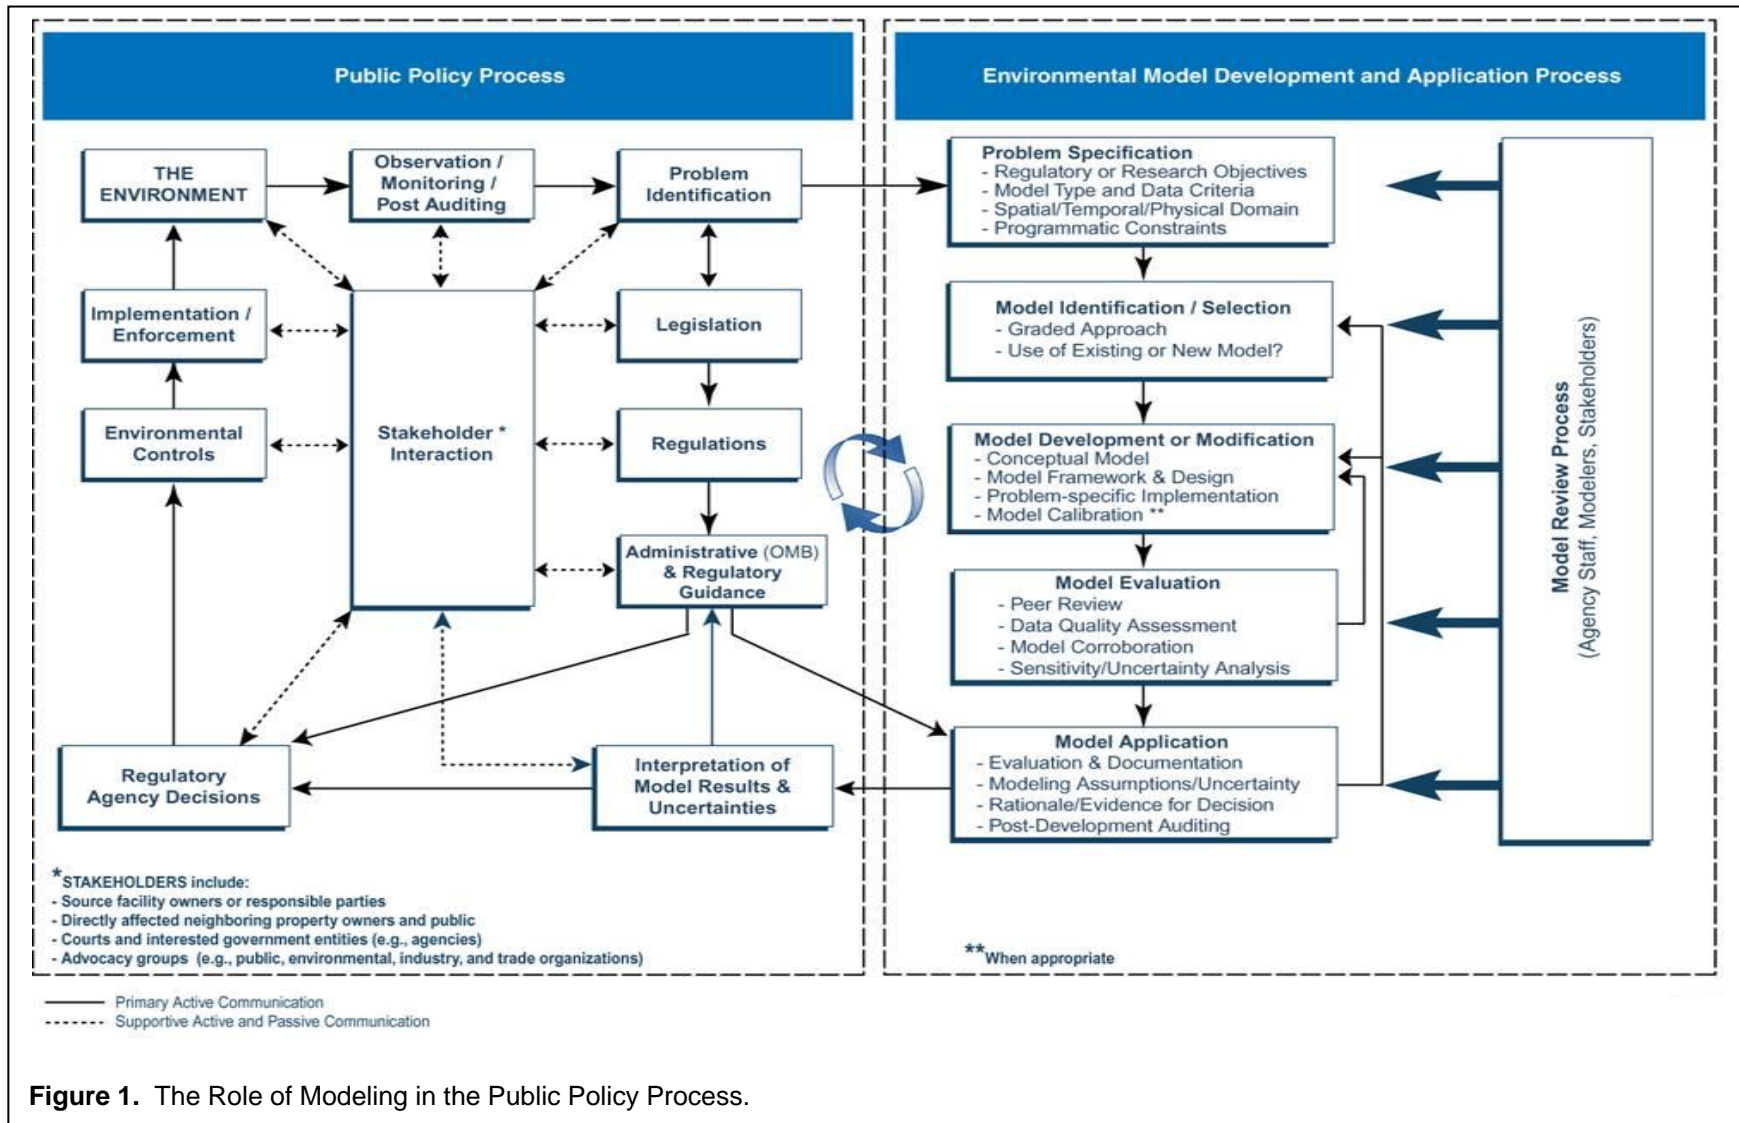 Public Policy Process
THE
ENVIRONMENT
Observation /
Monitoring /
Post Auditing
Problem
Identification
Implementation /
Enforcement
Legislation
Environmental
Controls
Stakeholder *
Interaction
Regulations
Administrative (OMB)
& Regulatory
Guidance
Regulatory
Agency Decisions
Interpretation of
Model Results &
Uncertainties
*STAKEHOLDERS include:
- Source facility owners or responsible parties
- Directly affected neighboring property owners and public
- Courts and interested government entities (e.g., agencies)
- Advocacy groups (e.g., public, environmental, industry, and trade organizations)
Environmental Model Development and Application Process
Problem Specification
- Regulatory or Research Objectives
- Model Type and Data Criteria
- Spatial/Temporal/Physical Domain
- Programmatic Constraints
Model Identification / Selection
- Graded Approach
- Use of Existing or New Model?
Model Development or Modification
- Conceptual Model
- Model Framework & Design
- Problem-specific Implementation
- Model Calibration **
Model Evaluation
- Peer Review
- Data Quality Assessment
- Model Corroboration
- Sensitivity/Uncertainty Analysis
Model Application
- Evaluation & Documentation
- Modeling Assumptions/Uncertainty
- Rationale/Evidence for Decision
- Post-Development Auditing
Model Review Process
(Agency Staff, Modelers, Stakeholders)
**When appropriate
Primary Active Communication
Supportive Active and Passive Communication
Figure 1. The Role of Modeling in the Public Policy Process.